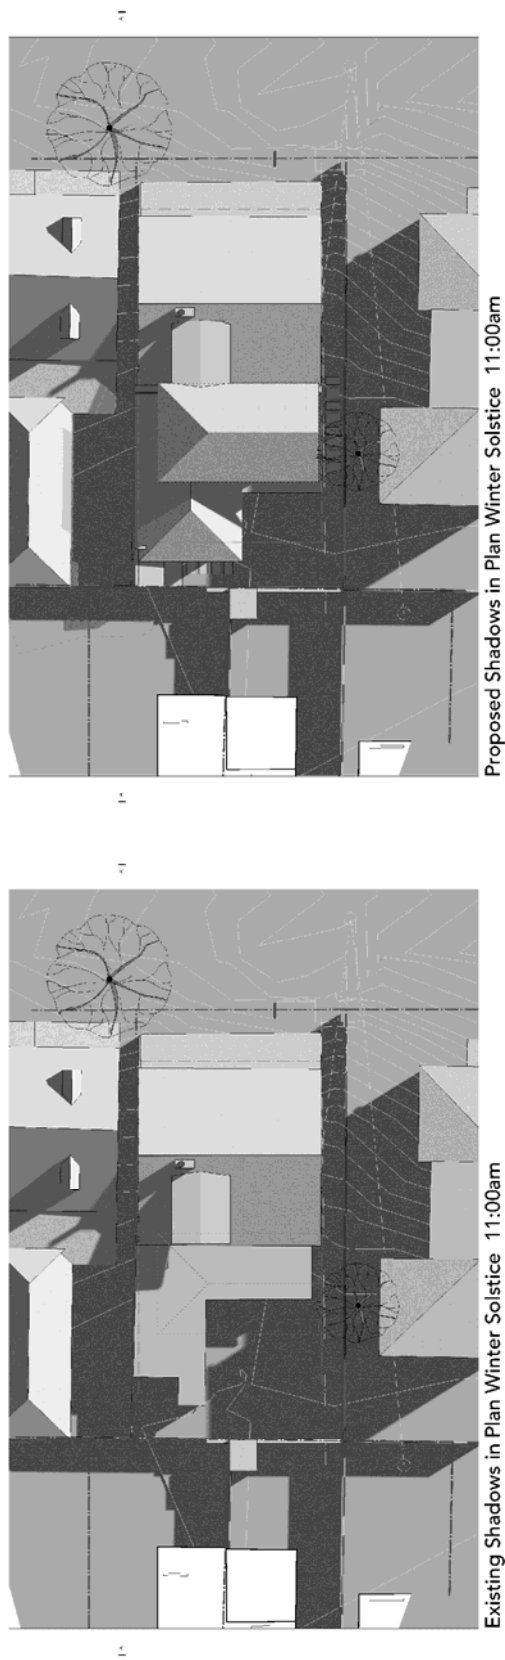 Proposed Shadows in Plan Winter Solstice 11:00am
Existing Shadows in Plan Winter Solstice 11:00am